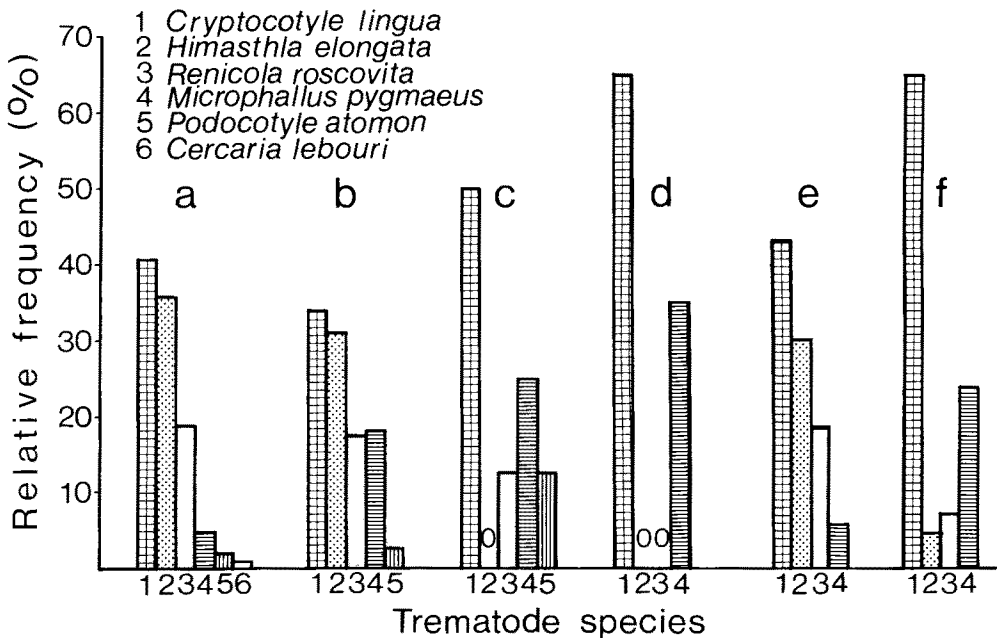 1 Cryptocotyle lingua
2 Himasthla elongata
3 Renicola roscovita
4 Microphallus pygmaeus
5 Podocotyle atomon
6 Cercaria lebouri
Relative frequency (%)
70
60
50
40
30
20
10
a
b
c
d
e
f
0
00
123456
12345
12345
1234
1234
1234
Trematode species